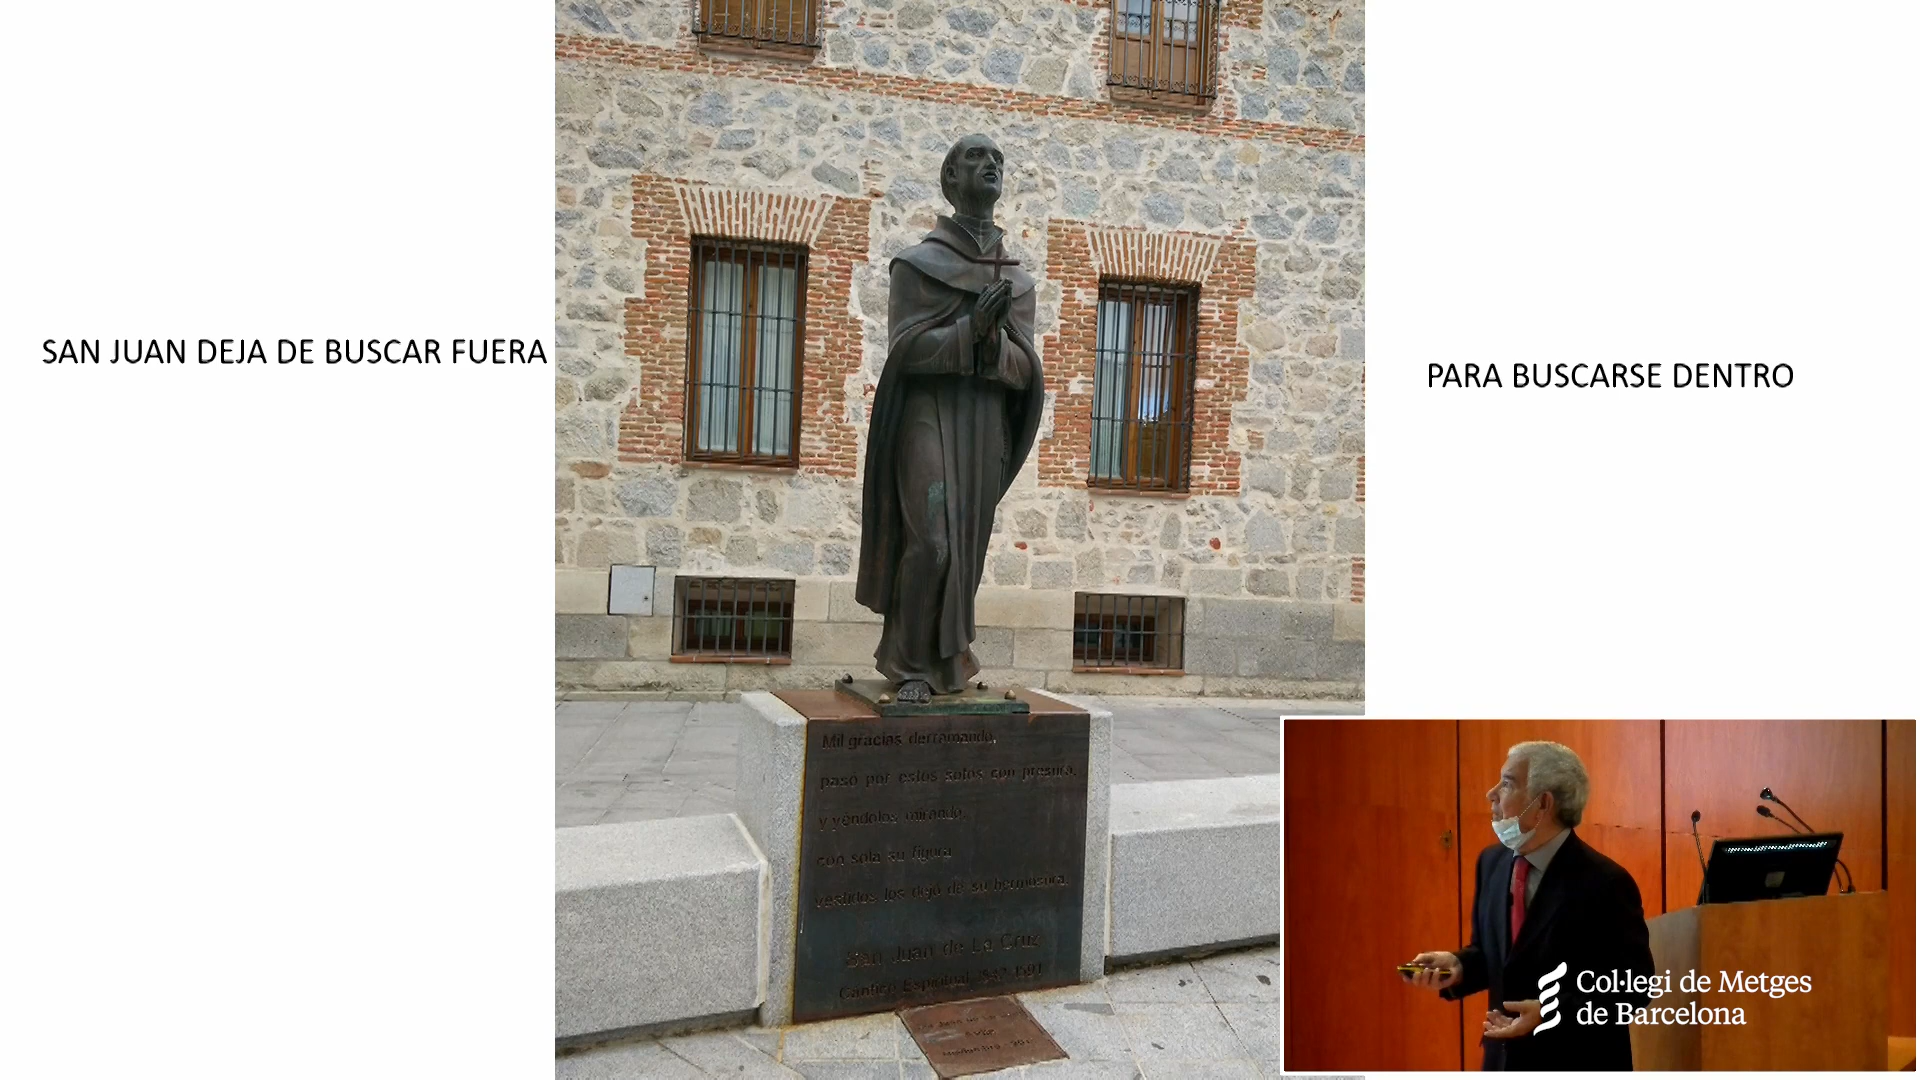 SAN JUAN DEJA DE BUSCAR FUERA
PARA BUSCARSE DENTRO
Mil gracias derramando,
pasó por estos sotos con presura,
y yéndolos mirando,
con sola su figura
vestidos los dejó de su hermosura.
San Juan de La Cruz
Cántico Espiritual 1542-1591
Col·legi de Metges
de Barcelona